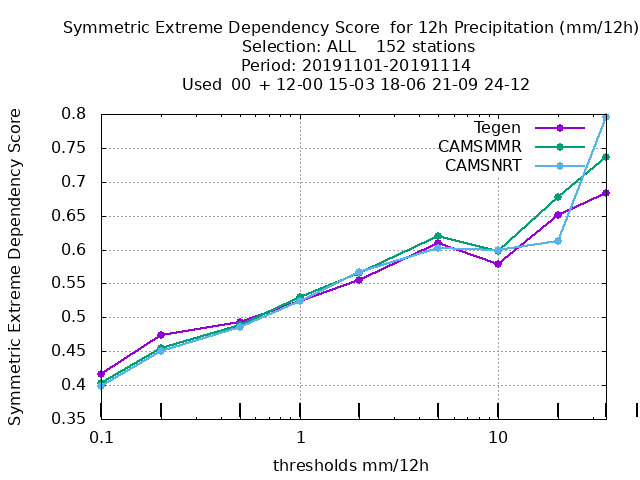 Symmetric Extreme Dependency Score  for 12h Precipitation (mm/12h)
Selection: ALL    152 stations
Period: 20191101-20191114
Used  00 + 12-00 15-03 18-06 21-09 24-12
Symmetric Extreme Dependency Score
0.8
0.75
0.7
0.65
0.6
0.55
0.5
0.45
0.4
0.35
Tegen
CAMSMMR
CAMSNRT
0.1
1
10
thresholds mm/12h